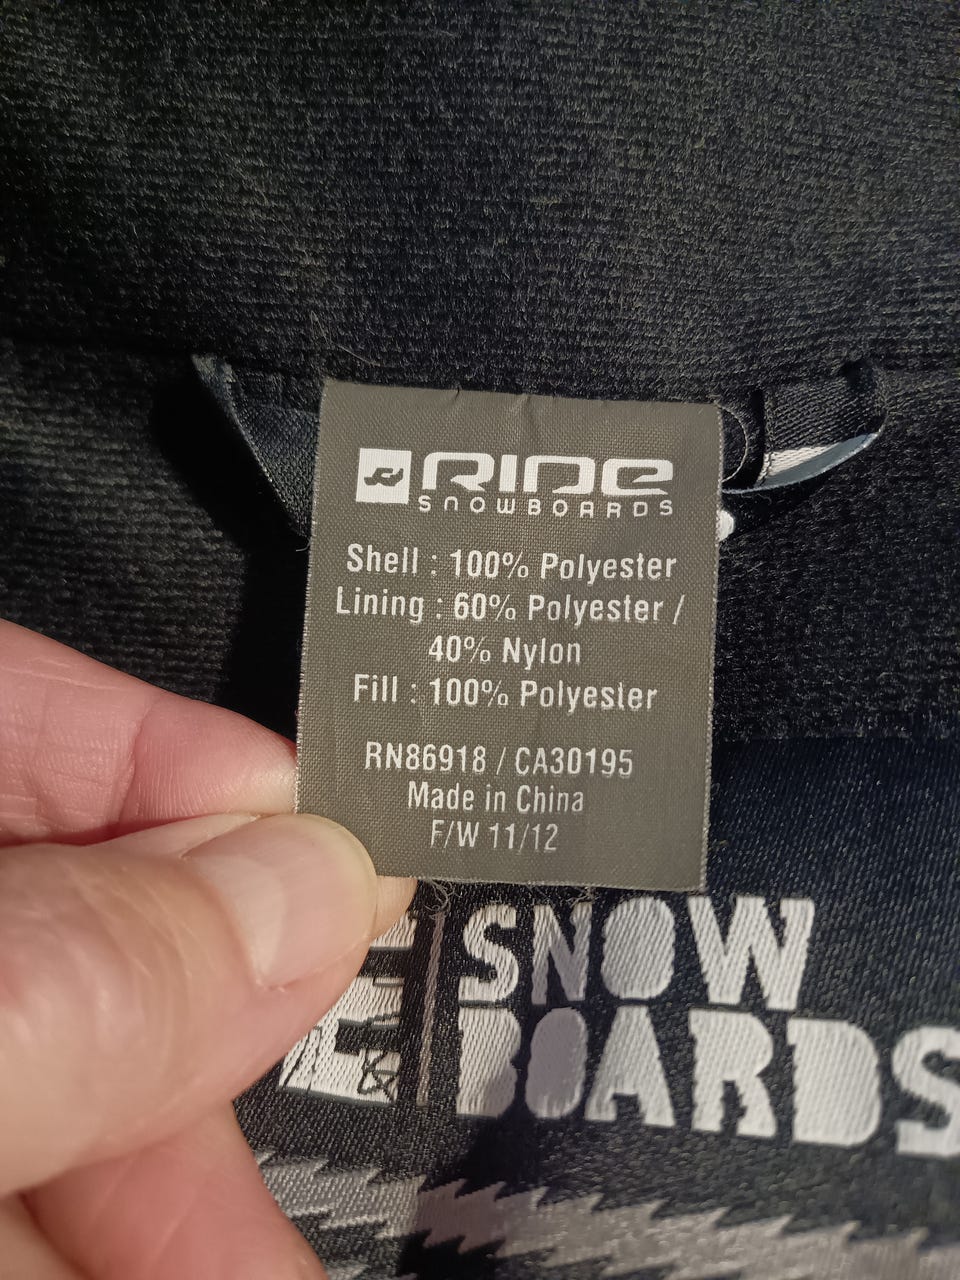 RIDE
SNOWBOARDS
Shell : 100% Polyester
Lining : 60% Polyester /
40% Nylon
Fill : 100% Polyester
RN86918 / CA30195
Made in China
F/W 11/12
SNOW
BOARDS